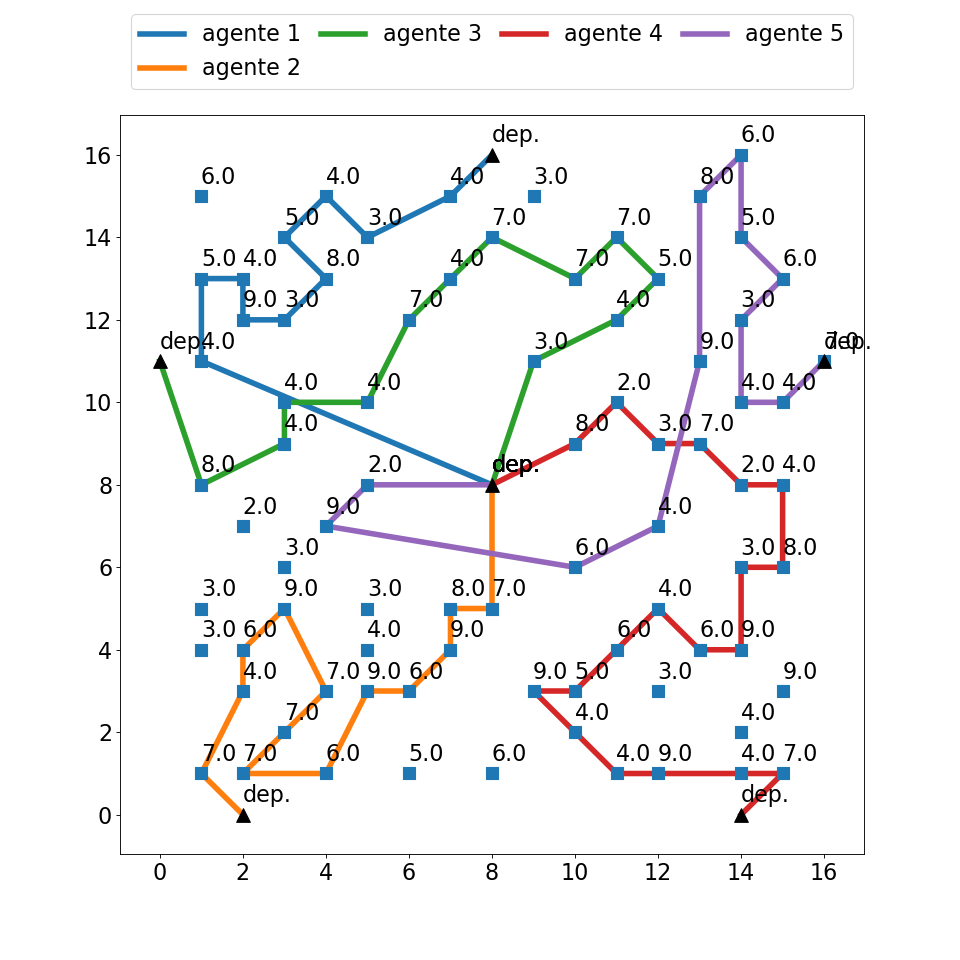 agente 1 agente 3 agente 4 agente 5
agente 2
dep. 6.0
16
6.0 4.0 4.0 3.0 8.0
5.0 3.0 7.0 7.0 5.0
14
5.0 4.0 8.0 4.0 7.0 5.0 6.0
9.0 3.0 7.0 4.0 3.0
12
dep. 4.0 3.0 9.0 7.0 dep.
4.0 4.0 2.0 4.0 4.0
10
4.0 8.0 3.0 7.0
8.0 2.0 dep. 2.0 4.0
8
2.0 9.0 4.0
3.0 6.0 3.0 8.0
6
3.0 9.0 3.0 8.0 7.0 4.0
3.0 6.0 4.0 9.0 6.0 6.0 9.0
4
4.0 7.0 9.0 6.0 9.0 5.0 3.0 9.0
7.0 4.0 4.0
2
7.0 7.0 6.0 5.0 6.0 4.0 9.0 4.0 7.0
dep. dep.
0
0 2 4 6 8 10 12 14 16